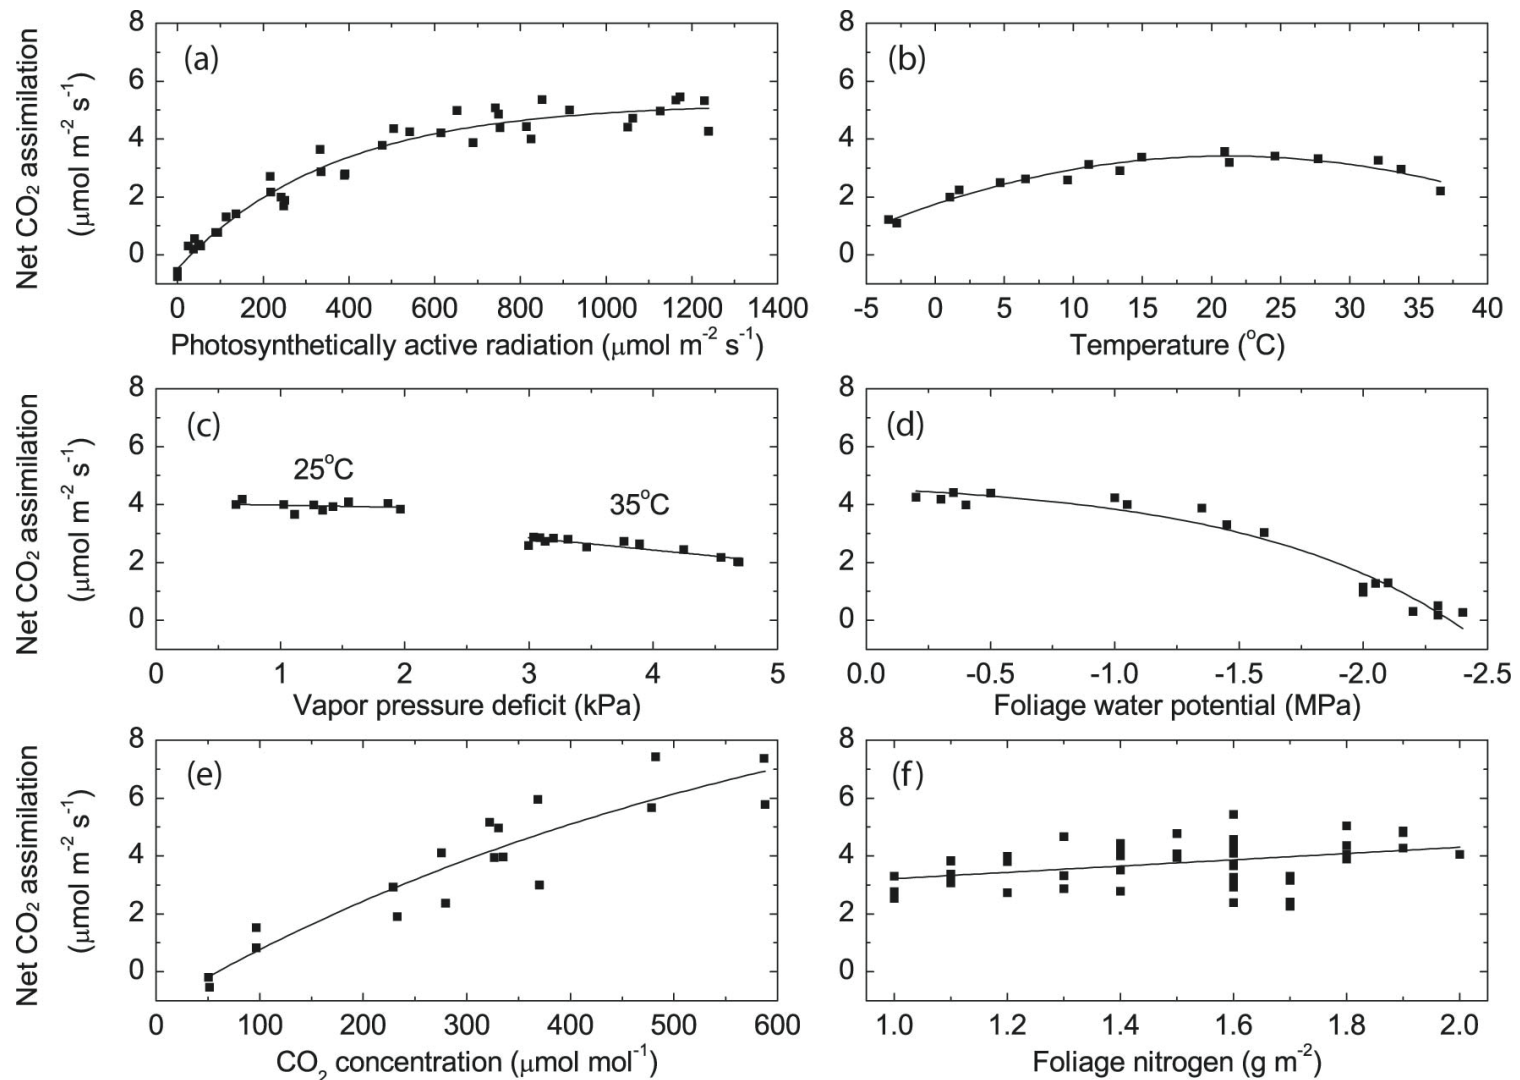 Net CO₂ assimilation
(μmol m⁻² s⁻¹)
8
6
4
2
0
(a)
0 200 400 600 800 1000 1200 1400
Photosynthetically active radiation (μmol m⁻² s⁻¹)
8
6
4
2
0
(b)
-5 0 5 10 15 20 25 30 35 40
Temperature (°C)
Net CO₂ assimilation
(μmol m⁻² s⁻¹)
8
6
4
2
0
(c)
25°C
35°C
0 1 2 3 4 5
Vapor pressure deficit (kPa)
8
6
4
2
0
(d)
0.0 -0.5 -1.0 -1.5 -2.0 -2.5
Foliage water potential (MPa)
Net CO₂ assimilation
(μmol m⁻² s⁻¹)
8
6
4
2
0
(e)
0 100 200 300 400 500 600
CO₂ concentration (μmol mol⁻¹)
8
6
4
2
0
(f)
1.0 1.2 1.4 1.6 1.8 2.0
Foliage nitrogen (g m⁻²)